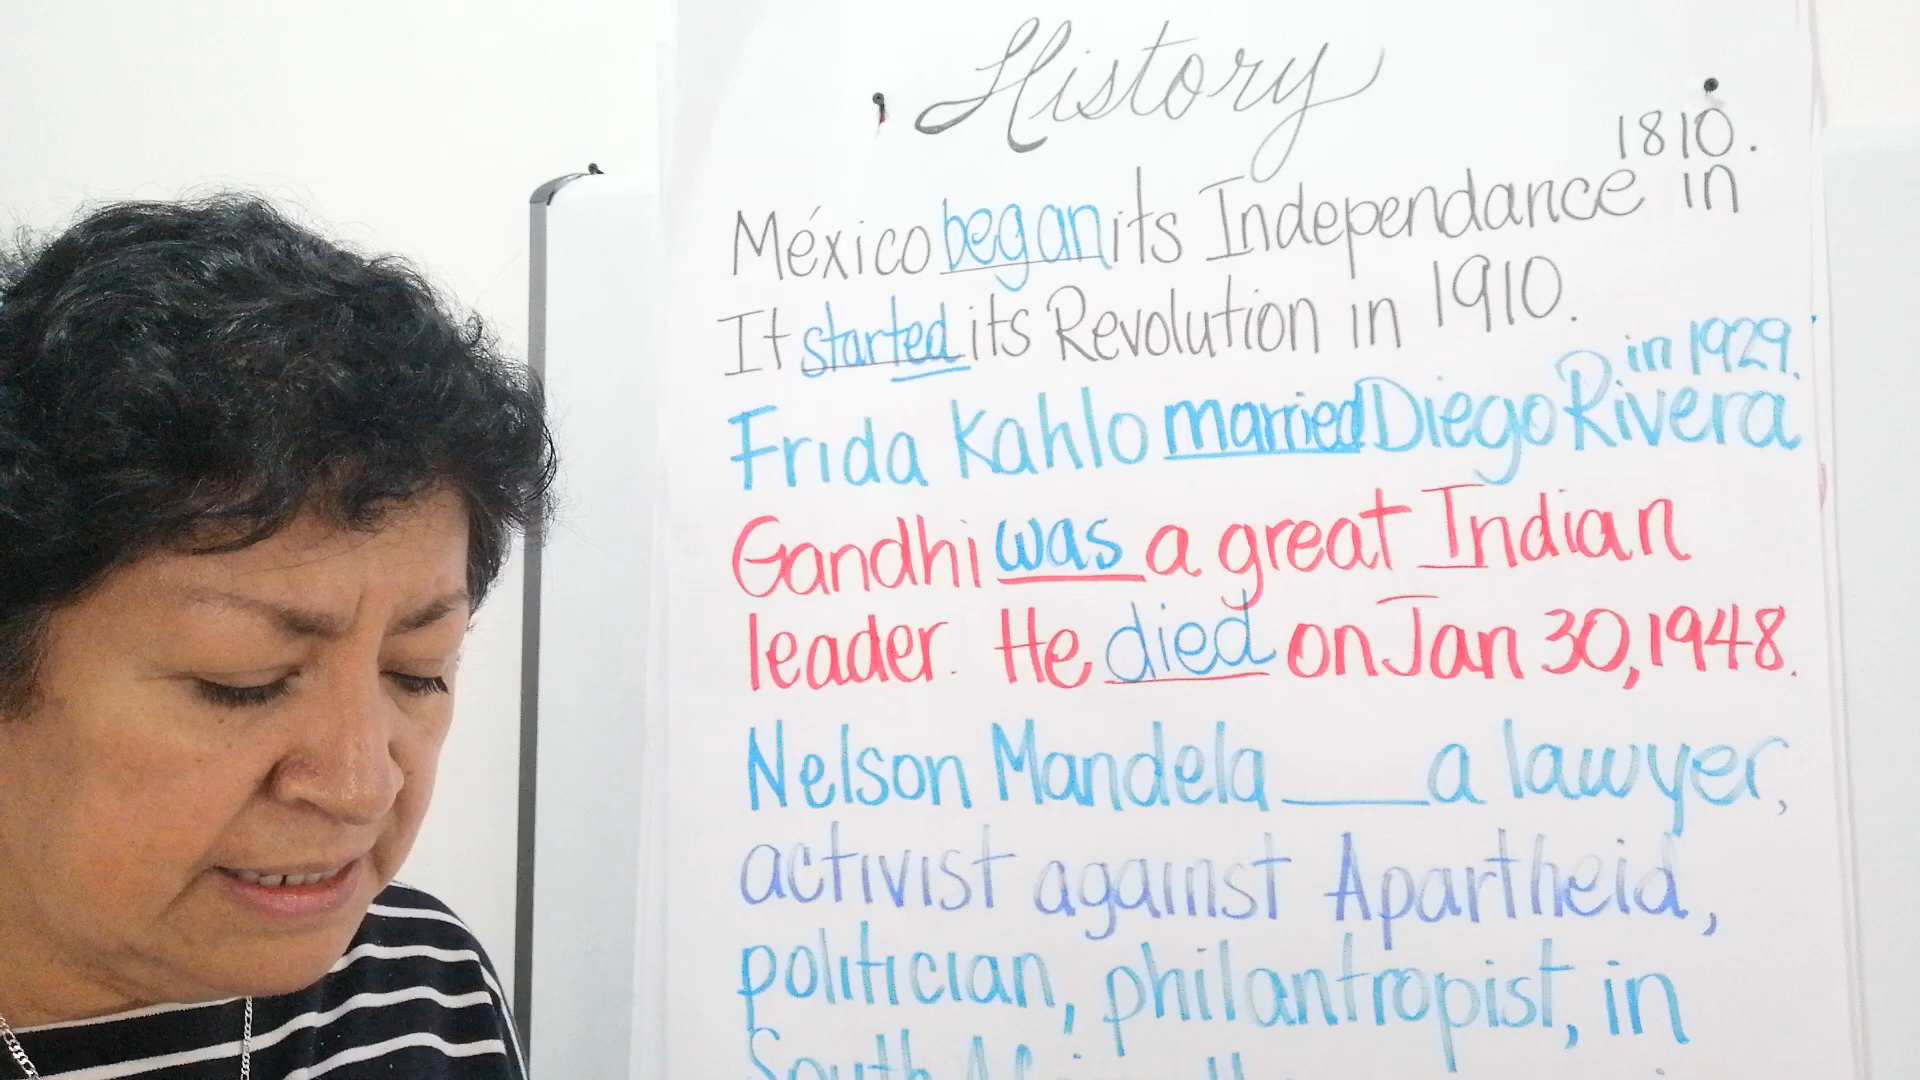 History
1810.
México began its Independance in
It started its Revolution in 1910.
in 1929.
Frida Kahlo married Diego Rivera
Gandhi was a great Indian
leader. He died on Jan 30, 1948.
Nelson Mandela ___ a lawyer,
activist against Apartheid,
politician, philantropist, in
South